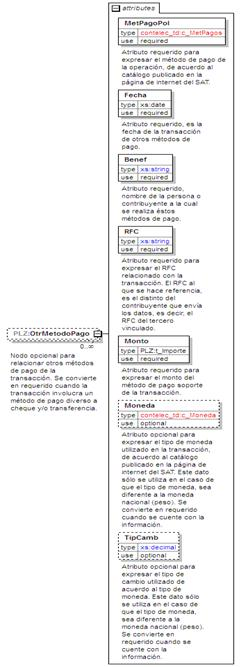 attributes
MetPagoPol
type contelec_td:c_MetPagos
use required
Atributo requerido para
expresar el método de pago de
la operación, de acuerdo al
catálogo publicado en la
página de internet del SAT.
Fecha
type xs:date
use required
Atributo requerido, es la
fecha de la transacción
de otros métodos de
pago.
Benef
type xs:string
use required
Atributo requerido,
nombre de la persona o
contribuyente a la cual
se realiza éstos
métodos de pago.
RFC
type xs:string
use required
Atributo requerido para
expresar el RFC
relacionado con la
transacción. El RFC al
que se hace referencia,
es el distinto del
contribuyente que envía
los datos, es decir, el
RFC del tercero
vinculado.
PLZ:OtrMetodoPago
0..∞
Nodo opcional para
relacionar otros métodos
de pago de la
transacción. Se convierte
en requerido cuando la
transacción involucra un
método de pago diverso a
cheque y/o transferencia.
Monto
type PLZ:t_Importe
use required
Atributo requerido para
expresar el monto del
método de pago soporte
de la transacción.
Moneda
type contelec_td:c_Moneda
use optional
Atributo opcional para
expresar el tipo de moneda
utilizado en la transacción,
de acuerdo al catálogo
publicado en la página de
internet del SAT. Este dato
sólo se utiliza en el caso de
que el tipo de moneda, sea
diferente a la moneda
nacional (peso). Se
convierte en requerido
cuando se cuente con la
información.
TipCamb
type xs:decimal
use optional
Atributo opcional para
expresar el tipo de
cambio utilizado de
acuerdo al tipo de
moneda. Este dato sólo
se utiliza en el caso de
que el tipo de moneda,
sea diferente a la
moneda nacional (peso).
Se convierte en
requerido cuando se
cuente con la
información.